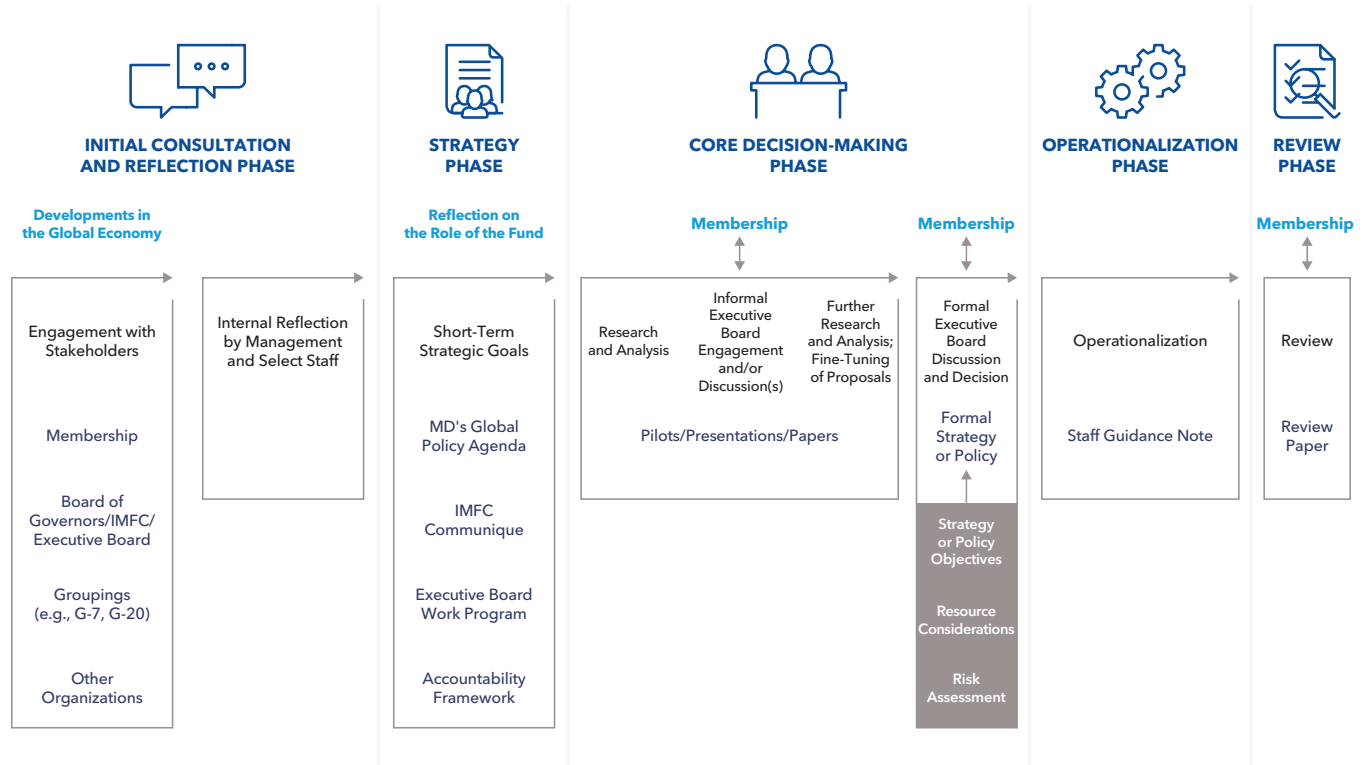 INITIAL CONSULTATION
AND REFLECTION PHASE
Developments in
the Global Economy
Engagement with
Stakeholders
Membership
Board of
Governors/IMFC/
Executive Board
Groupings
(e.g., G-7, G-20)
Other
Organizations
Internal Reflection
by Management
and Select Staff
STRATEGY
PHASE
Reflection on
the Role of the Fund
Short-Term
Strategic Goals
MD's Global
Policy Agenda
IMFC
Communique
Executive Board
Work Program
Accountability
Framework
CORE DECISION-MAKING
PHASE
Membership
Research
and Analysis
Informal
Executive
Board
Engagement
and/or
Discussion(s)
Further
Research
and Analysis;
Fine-Tuning
of Proposals
Pilots/Presentations/Papers
Membership
Formal
Executive
Board
Discussion
and Decision
Formal
Strategy
or Policy
Strategy
or Policy
Objectives
Resource
Considerations
Risk
Assessment
OPERATIONALIZATION
PHASE
Operationalization
Staff Guidance Note
REVIEW
PHASE
Membership
Review
Review
Paper